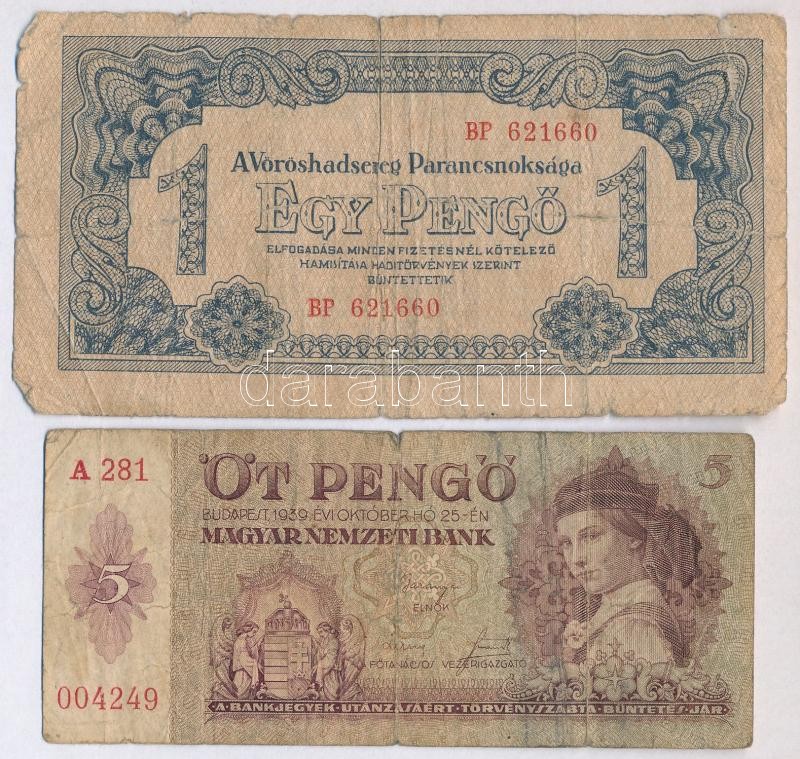 BP 621660
A Vöröshadsereg Parancsnoksága
1 EGY PENGŐ 1
ELFOGADÁSA MINDEN FIZETÉSNÉL KÖTELEZŐ
HAMISÍTÁSA HADITÖRVÉNYEK SZERINT
BÜNTETTETIK
BP 621660
darabanth
A 281
ÖT PENGŐ
5
BUDAPEST, 1939. ÉVI OKTÓBER HÓ 25-ÉN
MAGYAR NEMZETI BANK
5
ELNÖK
FŐTANÁCSOS VEZÉRIGAZGATÓ
004249
A BANKJEGYEK UTÁNZÁSÁÉRT TÖRVÉNYSZABTA BÜNTETÉS JÁR